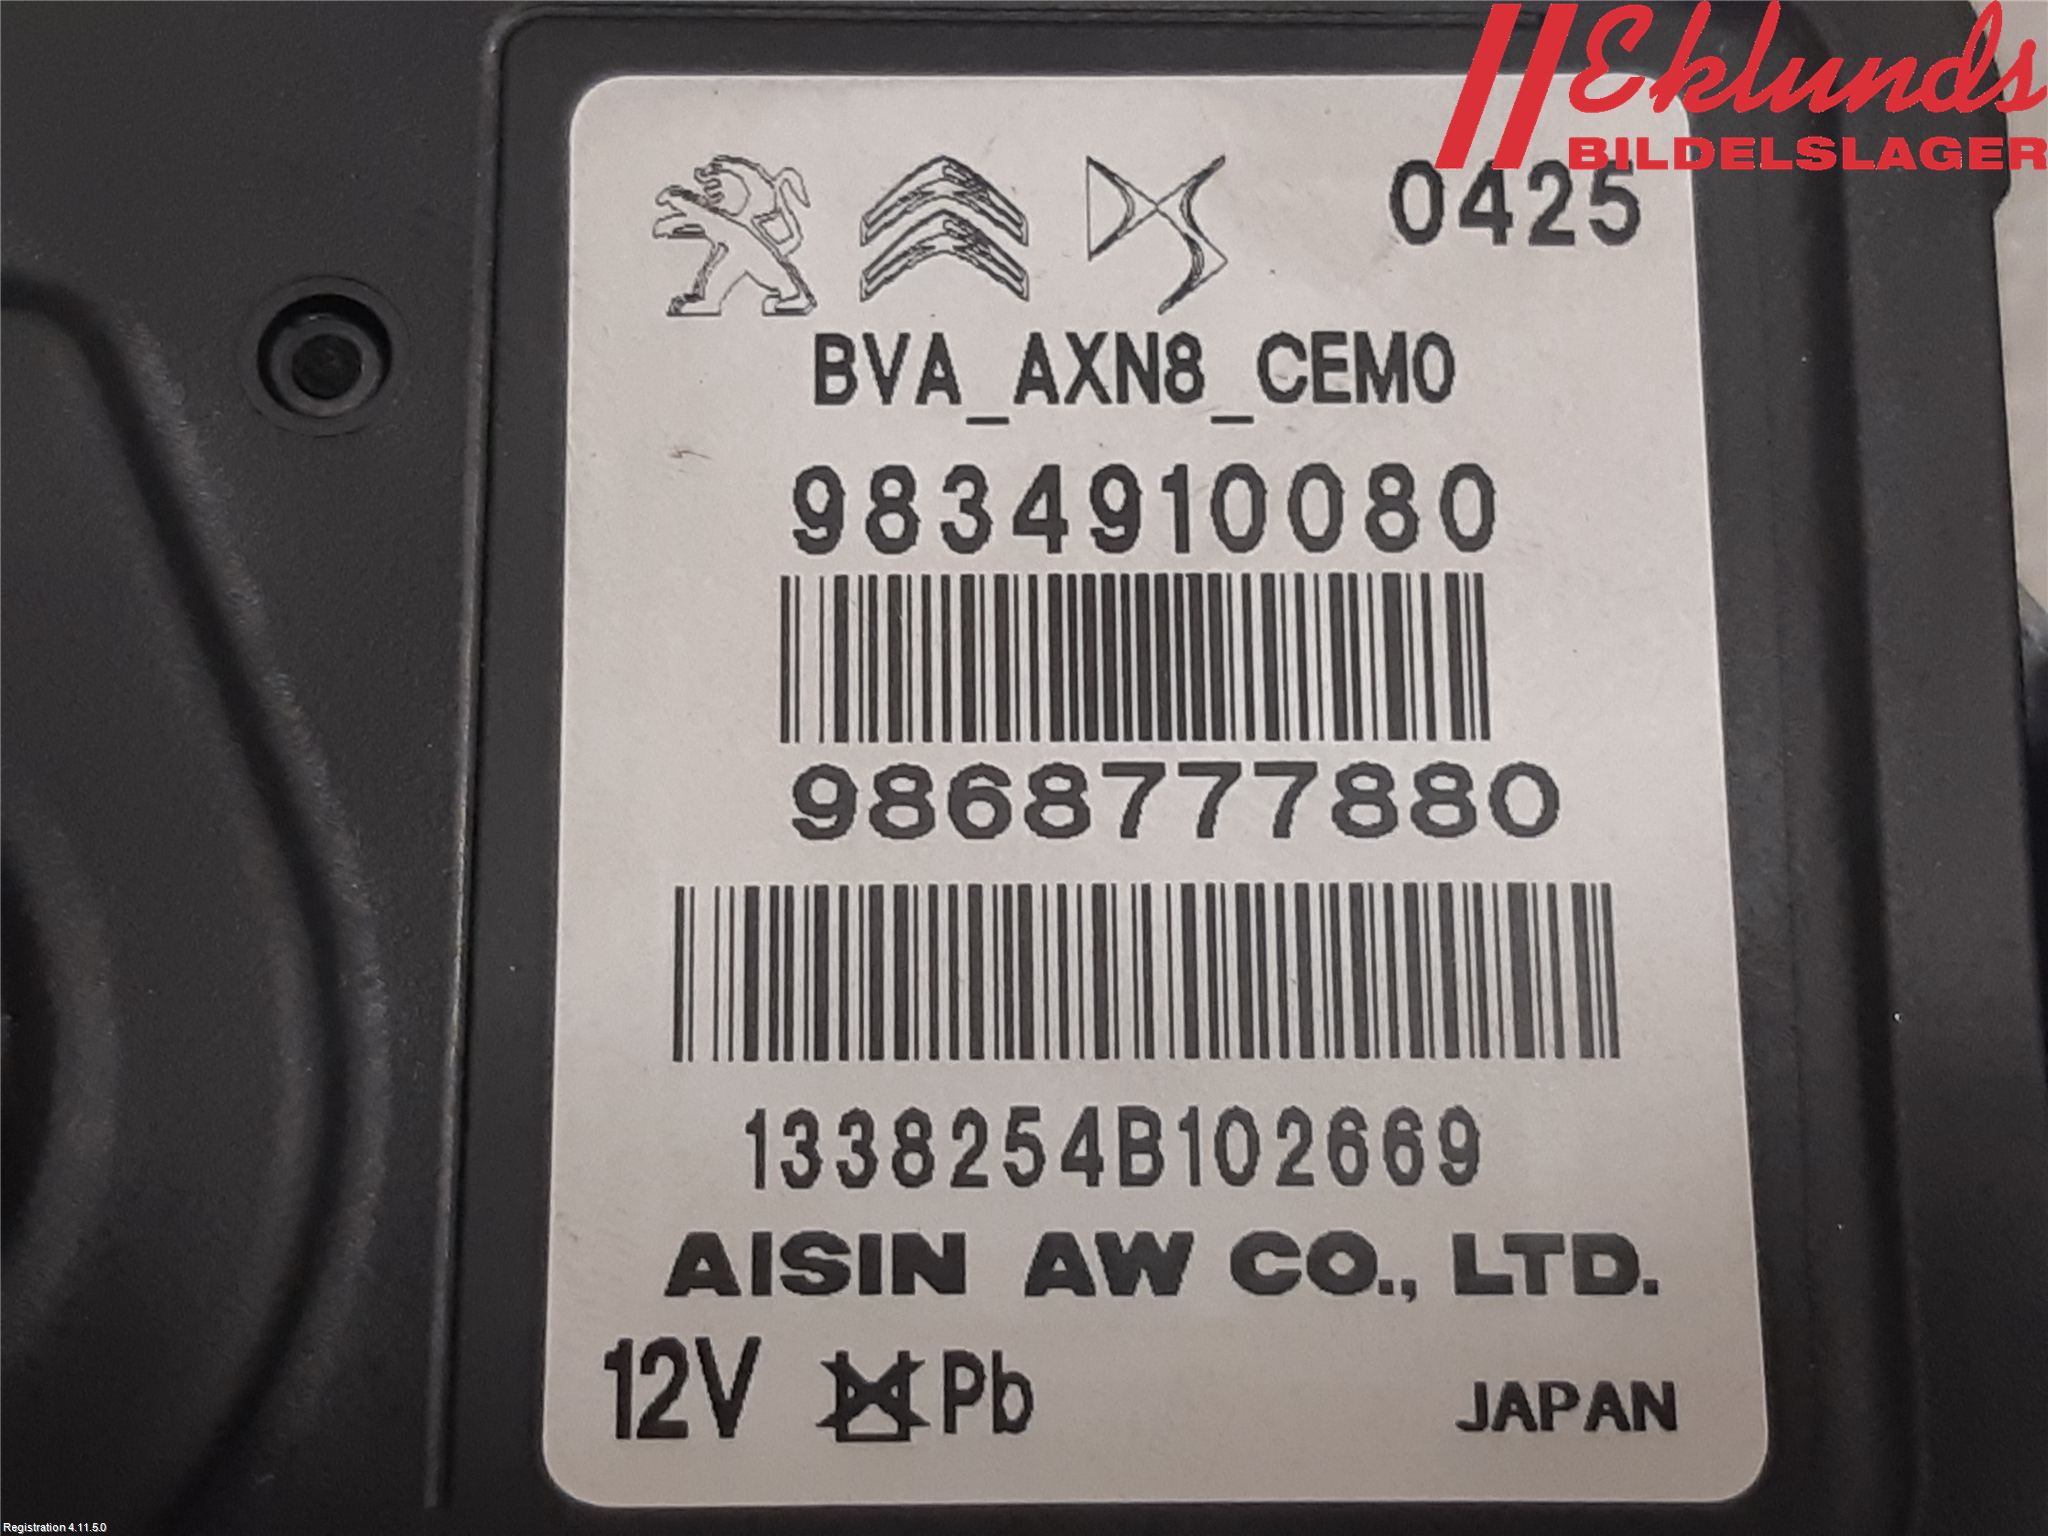 Eklunds
BILDELSLAGER
0425
BVA_AXN8_CEM0
9834910080
9868777880
1338254B102669
AISIN AW CO., LTD.
12V Pb JAPAN
Registration 4.11.5.0